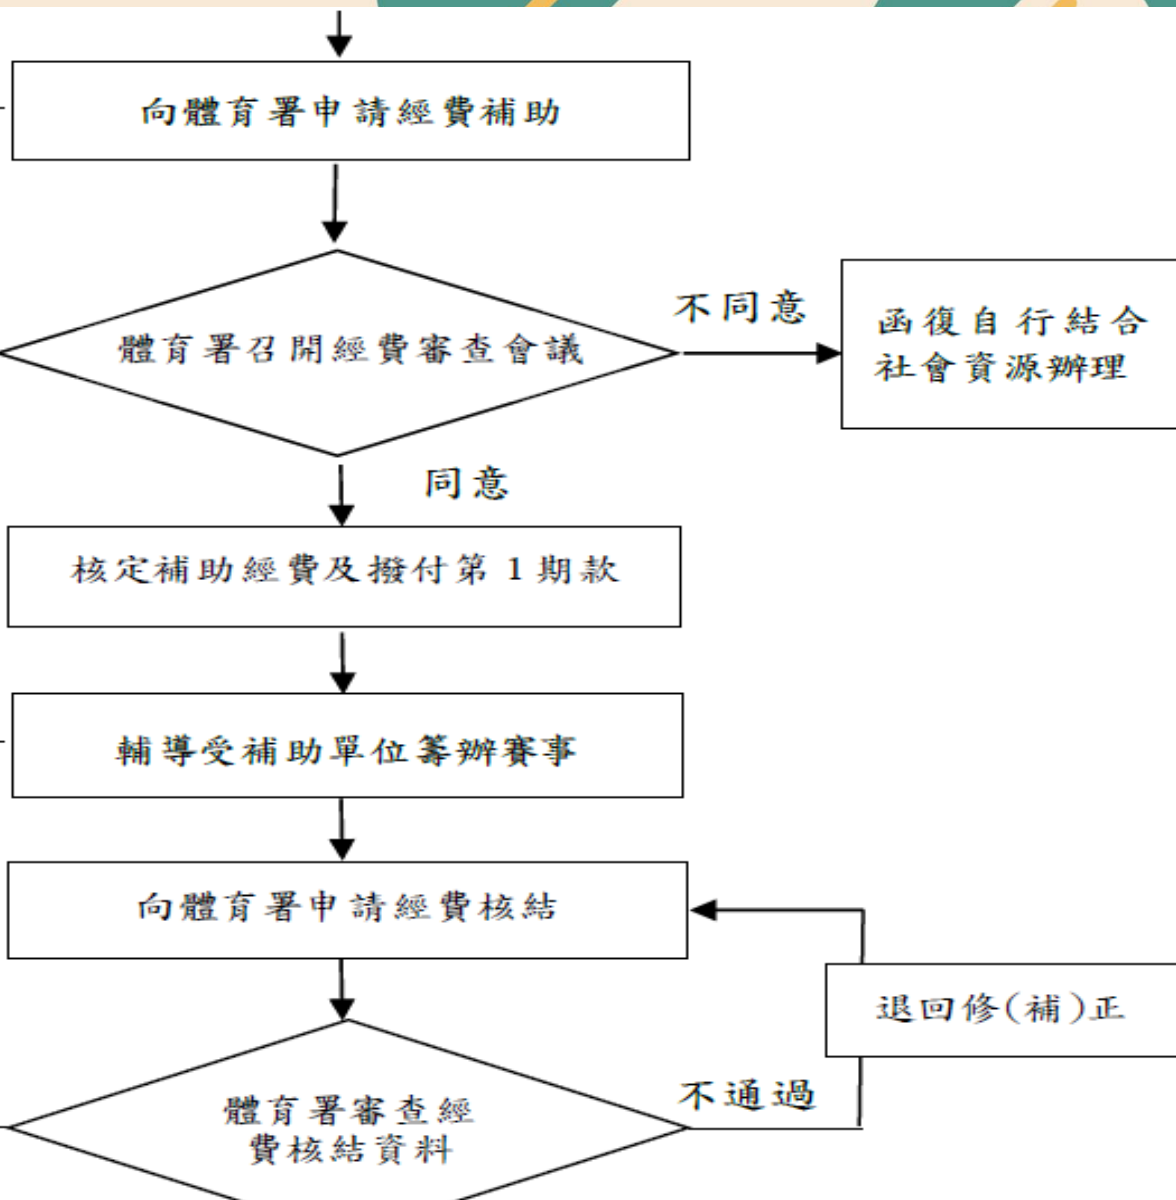 向體育署申請經費補助
體育署召開經費審查會議
不同意
函復自行結合
社會資源辦理
同意
核定補助經費及撥付第1期款
輔導受補助單位籌辦賽事
向體育署申請經費核結
退回修(補)正
不通過
體育署審查經
費核結資料